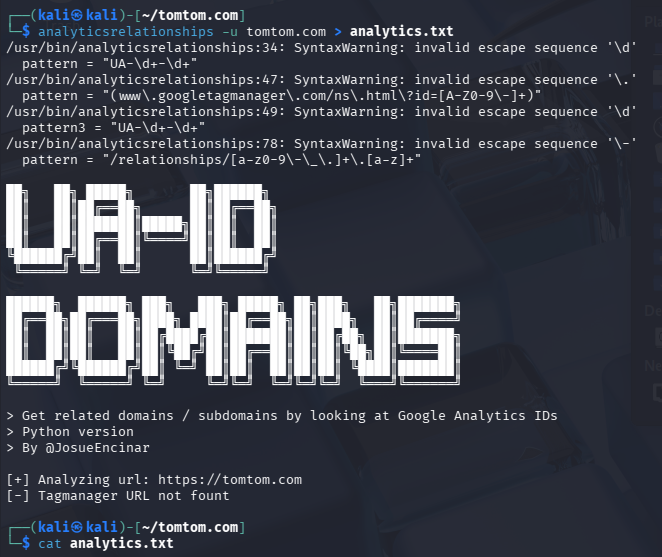 ┌──(kali㉿kali)-[~/tomtom.com]
└─$ analyticsrelationships -u tomtom.com > analytics.txt
/usr/bin/analyticsrelationships:34: SyntaxWarning: invalid escape sequence '\d'
  pattern = "UA-\d+-\d+"
/usr/bin/analyticsrelationships:47: SyntaxWarning: invalid escape sequence '\.'
  pattern = "(www\.googletagmanager\.com/ns\.html\?id=[A-Z0-9\-]+)"
/usr/bin/analyticsrelationships:49: SyntaxWarning: invalid escape sequence '\d'
  pattern3 = "UA-\d+-\d+"
/usr/bin/analyticsrelationships:78: SyntaxWarning: invalid escape sequence '\-'
  pattern = "/relationships/[a-z0-9\-\_\.]+\.[a-z]+"
UA-ID
DOMAINS
> Get related domains / subdomains by looking at Google Analytics IDs
> Python version
> By @JosueEncinar
[+] Analyzing url: https://tomtom.com
[-] Tagmanager URL not fount
┌──(kali㉿kali)-[~/tomtom.com]
└─$ cat analytics.txt